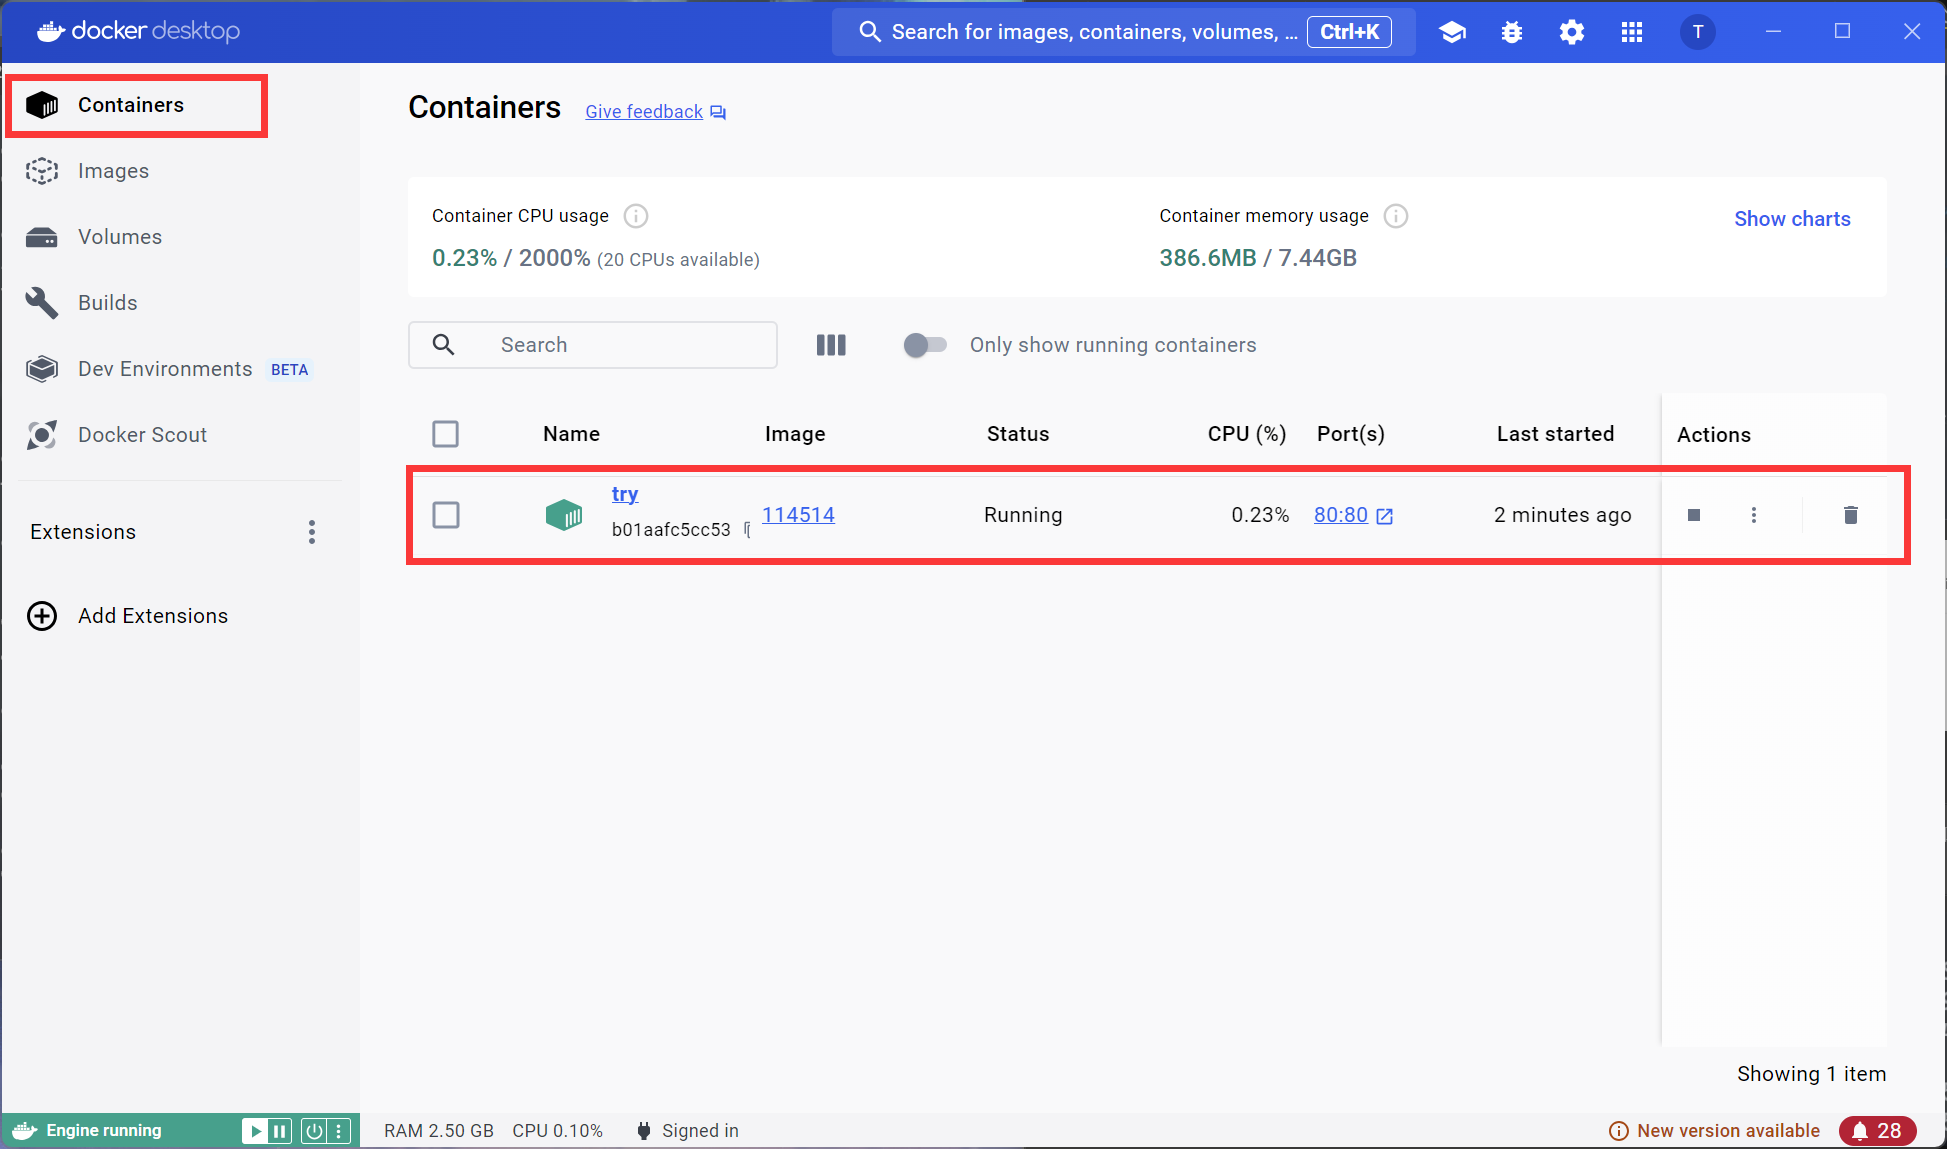 docker desktop
Search for images, containers, volumes, ... Ctrl+K
T
Containers
Images
Volumes
Builds
Dev Environments BETA
Docker Scout
Extensions
Add Extensions
Containers Give feedback
Container CPU usage
0.23% / 2000% (20 CPUs available)
Container memory usage
386.6MB / 7.44GB
Show charts
Search
Only show running containers
Name Image Status CPU (%) Port(s) Last started Actions
try
b01aafc5cc53
114514 Running 0.23% 80:80 2 minutes ago
Showing 1 item
Engine running
RAM 2.50 GB CPU 0.10% Signed in
New version available
28